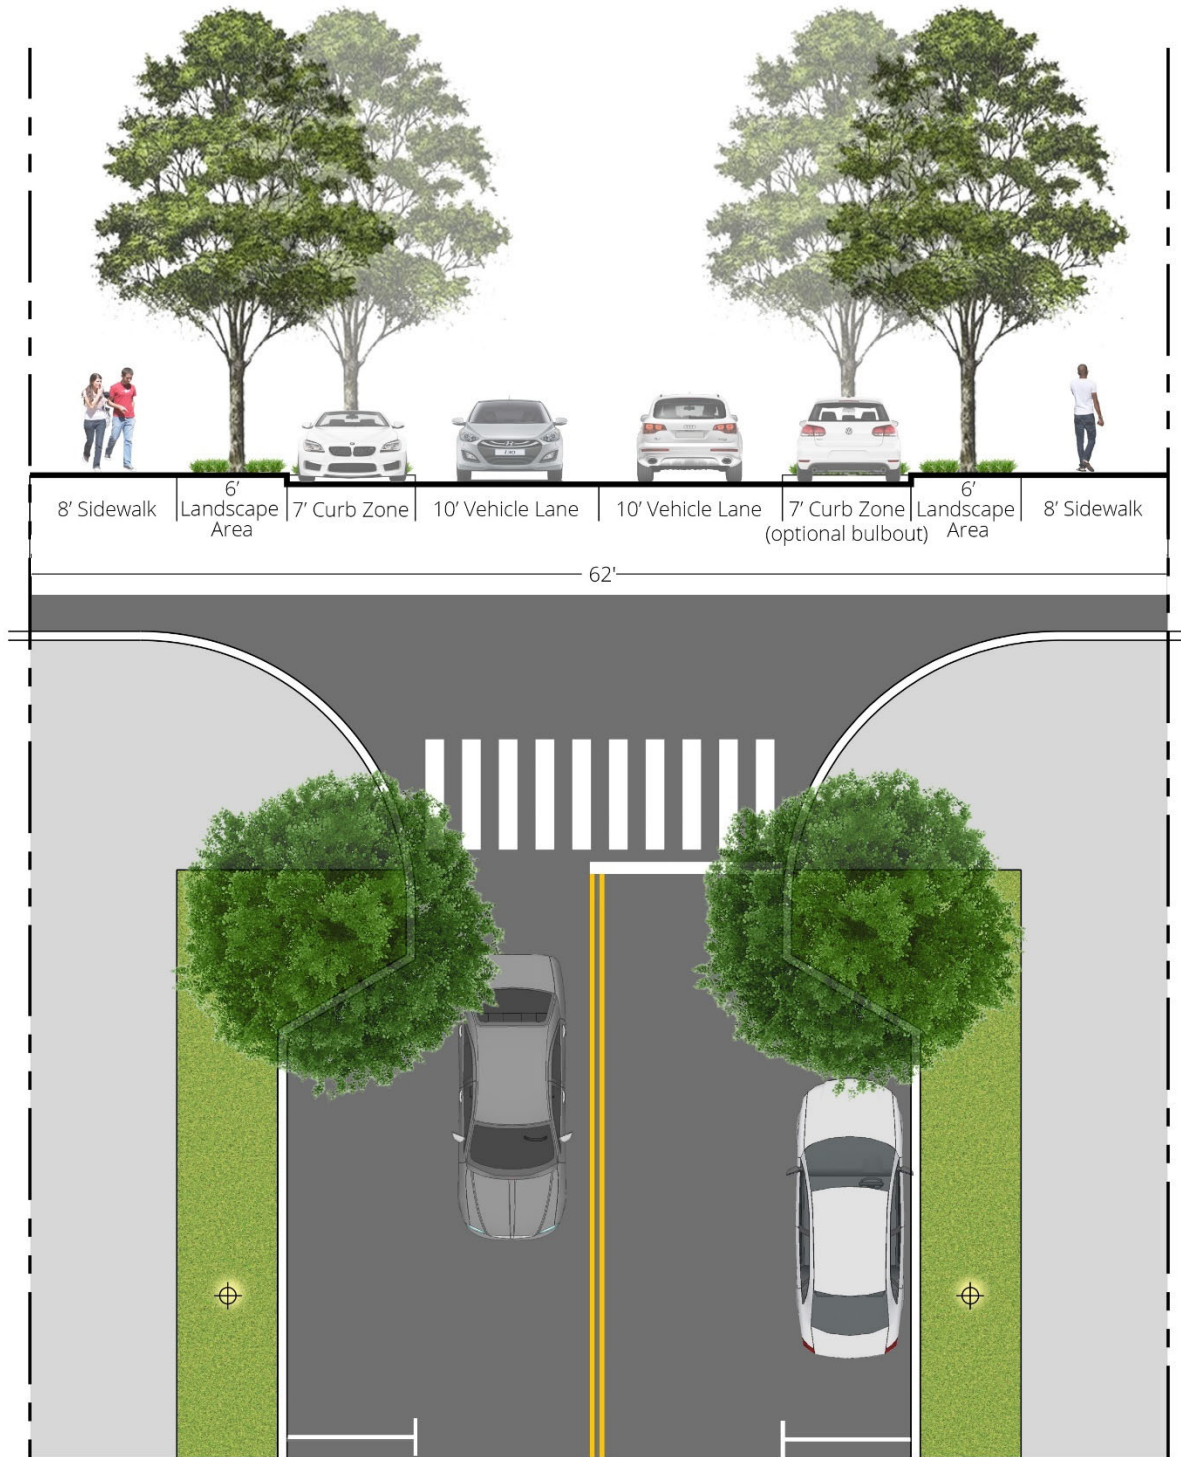 8’ Sidewalk
6’
Landscape
Area
7’ Curb Zone
10’ Vehicle Lane
10’ Vehicle Lane
7’ Curb Zone
(optional bulbout)
6’
Landscape
Area
8’ Sidewalk
62'